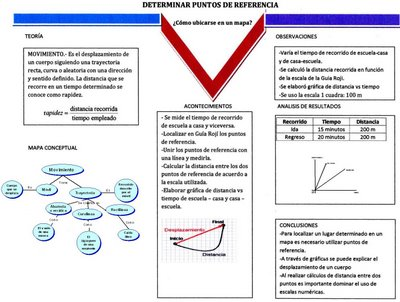 DETERMINAR PUNTOS DE REFERENCIA
¿Cómo ubicarse en un mapa?
TEORÍA
MOVIMIENTO.- Es el desplazamiento de
un cuerpo siguiendo una trayectoria
recta, curva o aleatoria con una dirección
y sentido definido. La distancia que se
recorre en un tiempo determinado se
conoce como rapidez.
rapidez = distancia recorrida
tiempo empleado
MAPA CONCEPTUAL
Movimiento
Móvil
Trayectoria
Curvilínea
Rectilínea
ACONTECIMIENTOS
- Se mide el tiempo de recorrido
de escuela a casa y viceversa.
-Localizar en Guía Roji los puntos
de referencia.
-Unir los puntos de referencia con
una línea y medirla.
- Calcular la distancia entre los dos
puntos de referencia de acuerdo a
la escala utilizada.
-Elaborar gráfica de distancia vs
tiempo de escuela – casa y casa –
escuela.
Final
Desplazamiento
Inicio
Distancia
OBSERVACIONES
-Varía el tiempo de recorrido de escuela-casa
y de casa-escuela.
-Se calculó la distancia recorrida en función
de la escala de la Guía Roji.
-Se elaboró gráfica de distancia vs tiempo
-Se uso la escala 1 cuadra: 100 m
ANALISIS DE RESULTADOS
Recorrido Tiempo Distancia
Ida 15 minutos 200 m
Regreso 20 minutos 200 m
CONCLUSIONES
-Para localizar un lugar determinado en un
mapa es necesario utilizar puntos de
referencia.
-A través de gráficas se puede explicar el
desplazamiento de un cuerpo
-Al realizar cálculos de distancia entre dos
puntos es importante dominar el uso de
escalas numéricas.